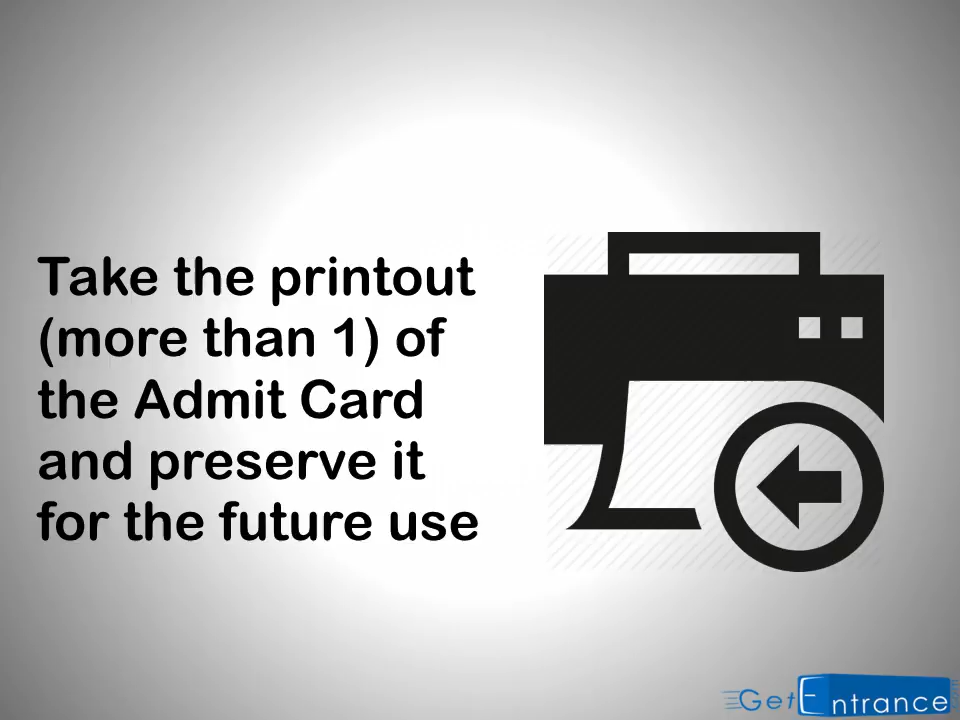 Take the printout
(more than 1) of
the Admit Card
and preserve it
for the future use
GetEntrance